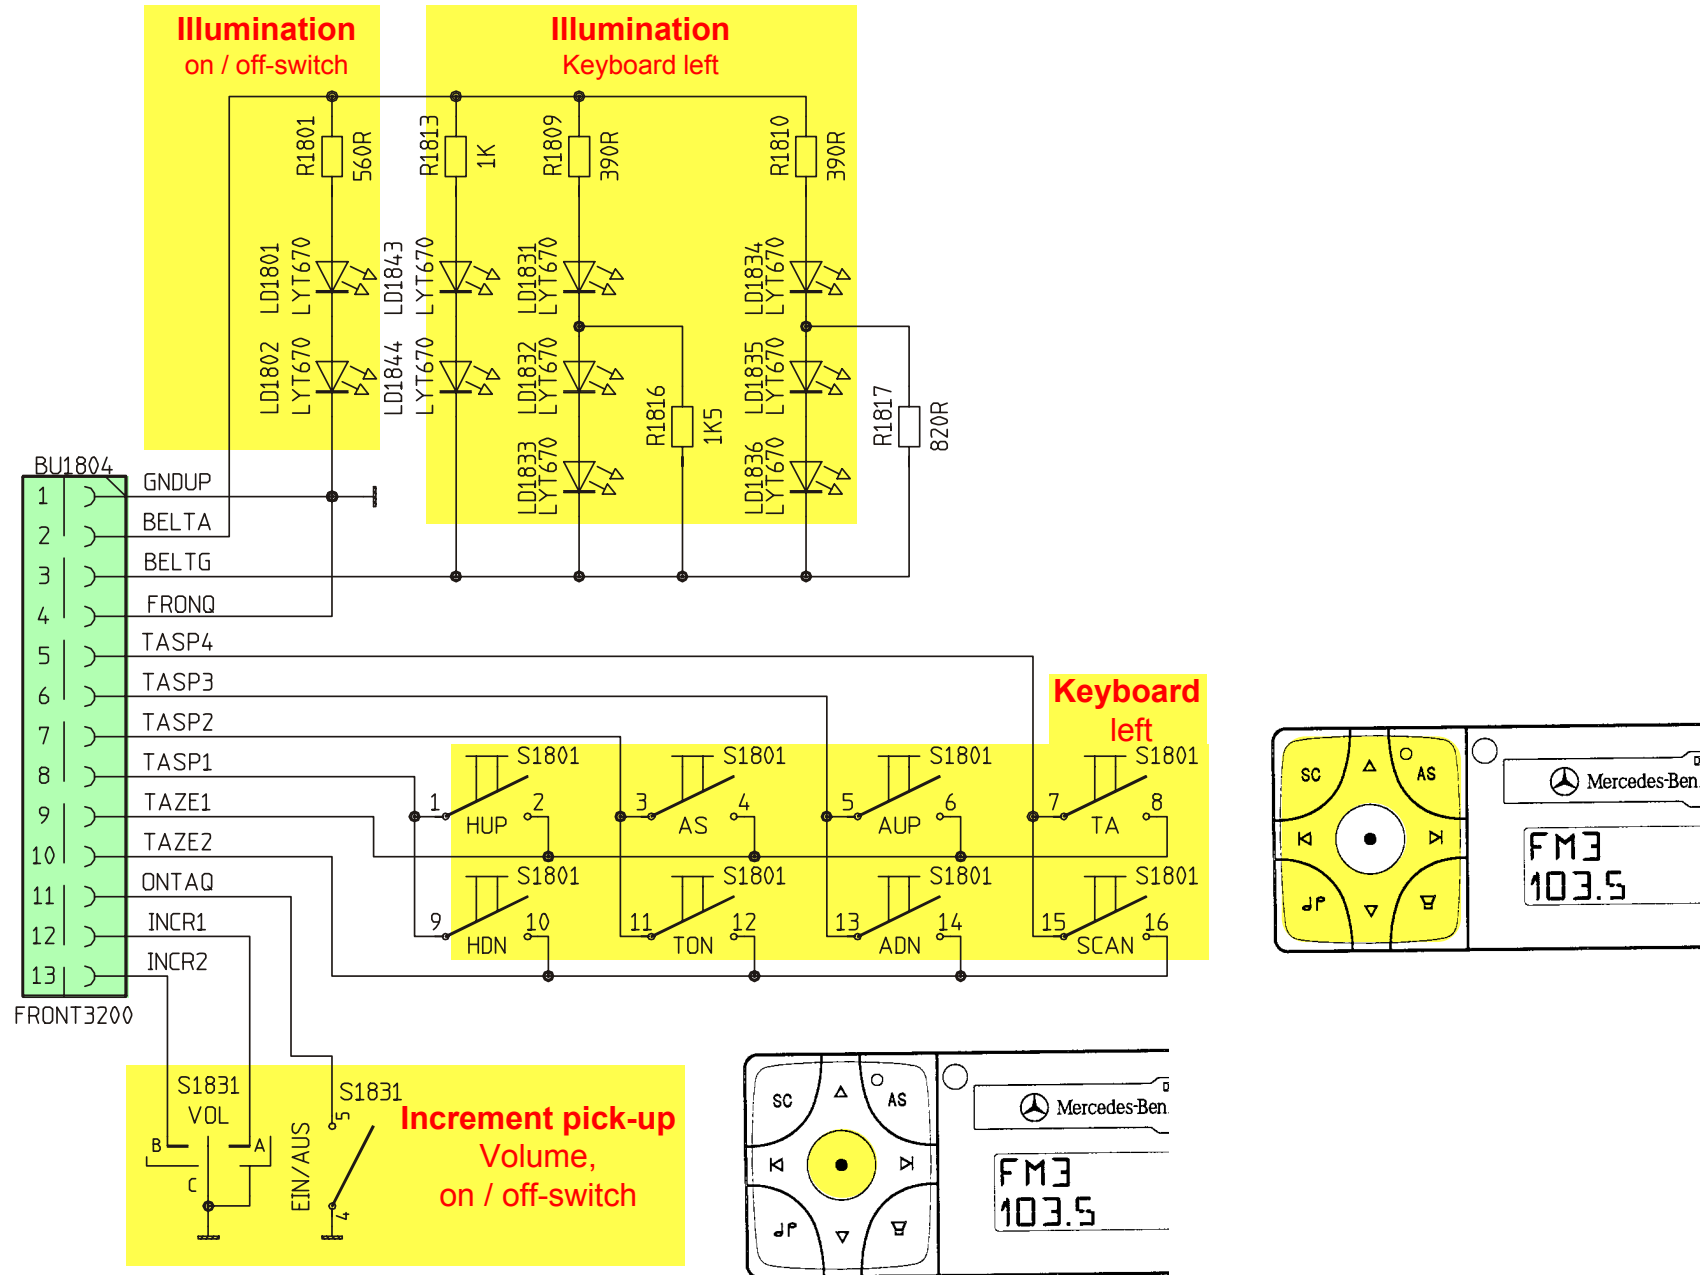 Illumination
on / off-switch
Illumination
Keyboard left
R1801
560R
R1813
1K
R1809
390R
R1810
390R
LD1801
LYT670
LD1843
LYT670
LD1831
LYT670
LD1834
LYT670
LD1802
LYT670
LD1844
LYT670
LD1832
LYT670
LD1835
LYT670
R1816
1K5
R1817
820R
LD1833
LYT670
LD1836
LYT670
BU1804
1 GNDUP
2 BELTA
3 BELTG
4 FRONQ
5 TASP4
6 TASP3
7 TASP2
8 TASP1
9 TAZE1
10 TAZE2
11 ONTAQ
12 INCR1
13 INCR2
FRONT3200
Keyboard
left
S1801 S1801 S1801 S1801
1 2 3 4 5 6 7 8
HUP AS AUP TA
S1801 S1801 S1801 S1801
9 10 11 12 13 14 15 16
HDN TON ADN SCAN
SC AS
Mercedes-Ben
FM3
103.5
S1831
VOL
B A
C
S1831
5
EIN/AUS
4
Increment pick-up
Volume,
on / off-switch
SC AS
Mercedes-Ben
FM3
103.5